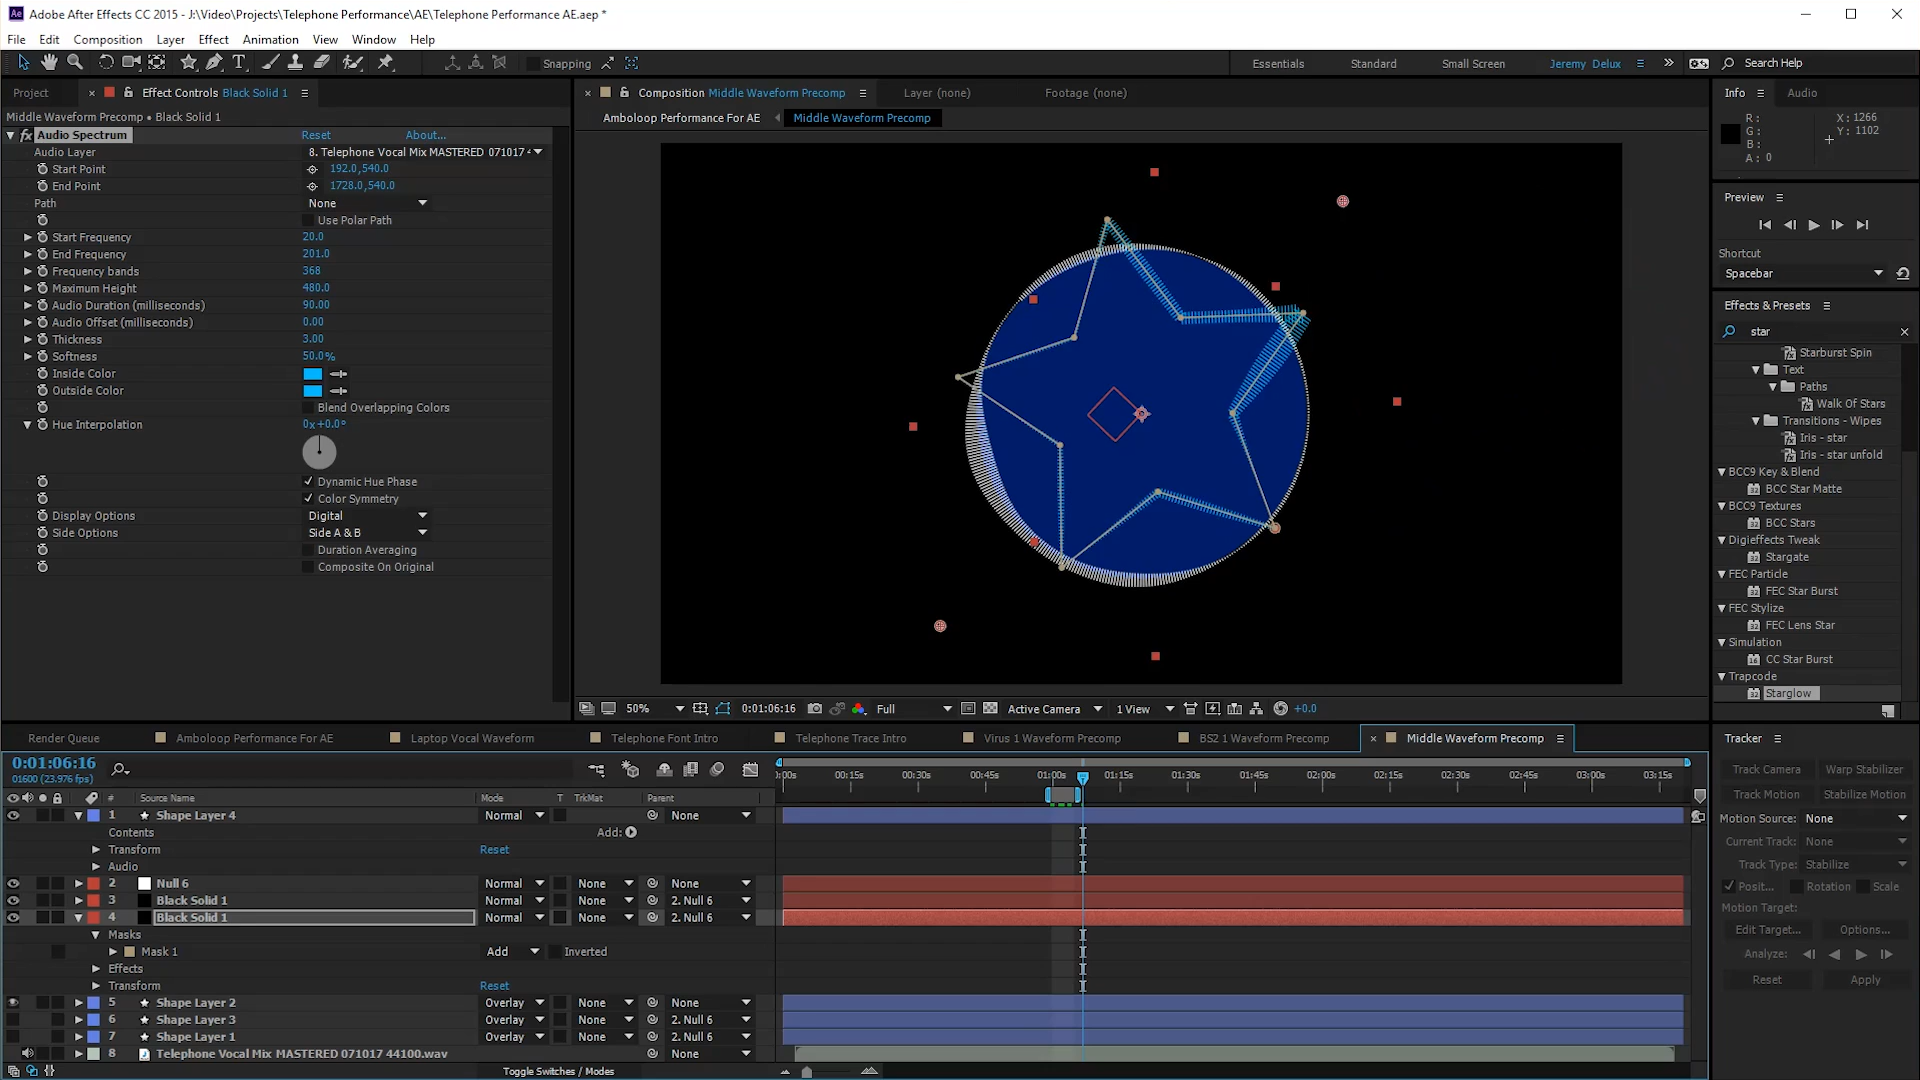 Adobe After Effects CC 2015 - J:\Video\Projects\Telephone Performance\AE\Telephone Performance AE.aep *
File Edit Composition Layer Effect Animation View Window Help
Snapping Essentials Standard Small Screen Jeremy Delux Search Help
Project Effect Controls Black Solid 1
Middle Waveform Precomp • Black Solid 1
fx Audio Spectrum Reset About...
Audio Layer 8. Telephone Vocal Mix MASTERED 071017
Start Point 192.0,540.0
End Point 1728.0,540.0
Path None
Use Polar Path
Start Frequency 20.0
End Frequency 201.0
Frequency bands 368
Maximum Height 480.0
Audio Duration (milliseconds) 90.00
Audio Offset (milliseconds) 0.00
Thickness 3.00
Softness 50.0%
Inside Color
Outside Color
Blend Overlapping Colors
Hue Interpolation 0x+0.0°
Dynamic Hue Phase
Color Symmetry
Display Options Digital
Side Options Side A & B
Duration Averaging
Composite On Original
Composition Middle Waveform Precomp Layer (none) Footage (none)
Amboloop Performance For AE Middle Waveform Precomp
50% 0:01:06:16 Full Active Camera 1 View +0.0
Info Audio
R: X: 1266
G: Y: 1102
B:
A: 0
Preview
Shortcut
Spacebar
Effects & Presets
star
Starburst Spin
Text
Paths
Walk Of Stars
Transitions - Wipes
Iris - star
Iris - star unfold
BCC9 Key & Blend
BCC Star Matte
BCC9 Textures
BCC Stars
Digieffects Tweak
Stargate
FEC Particle
FEC Star Burst
FEC Stylize
FEC Lens Star
Simulation
CC Star Burst
Trapcode
Starglow
Render Queue Amboloop Performance For AE Laptop Vocal Waveform Telephone Font Intro Telephone Trace Intro Virus 1 Waveform Precomp BS2 1 Waveform Precomp Middle Waveform Precomp
0:01:06:16
01600 (23.976 fps)
:00s 00:15s 00:30s 00:45s 01:00s 01:15s 01:30s 01:45s 02:00s 02:15s 02:30s 02:45s 03:00s 03:15s
# Source Name Mode T TrkMat Parent
1 Shape Layer 4 Normal None
Contents Add:
Transform Reset
Audio
2 Null 6 Normal None None
3 Black Solid 1 Normal None 2. Null 6
4 Black Solid 1 Normal None 2. Null 6
Masks
Mask 1 Add Inverted
Effects
Transform Reset
5 Shape Layer 2 Overlay None None
6 Shape Layer 3 Overlay None 2. Null 6
7 Shape Layer 1 Overlay None 2. Null 6
8 Telephone Vocal Mix MASTERED 071017 44100.wav None
Toggle Switches / Modes
Tracker
Track Camera Warp Stabilizer
Track Motion Stabilize Motion
Motion Source: None
Current Track: None
Track Type: Stabilize
Posit... Rotation Scale
Motion Target:
Edit Target... Options...
Analyze:
Reset Apply